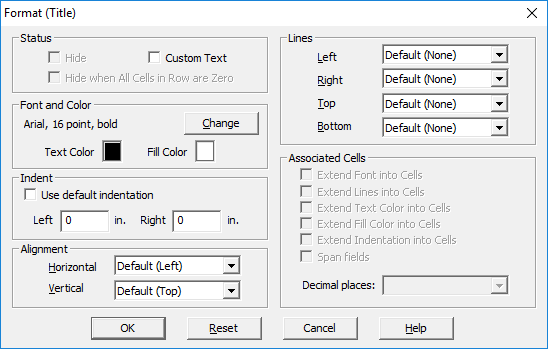 Format (Title)
Status
Hide
Custom Text
Hide when All Cells in Row are Zero
Font and Color
Arial, 16 point, bold
Change
Text Color
Fill Color
Indent
Use default indentation
Left 0 in. Right 0 in.
Alignment
Horizontal Default (Left)
Vertical Default (Top)
Lines
Left Default (None)
Right Default (None)
Top Default (None)
Bottom Default (None)
Associated Cells
Extend Font into Cells
Extend Lines into Cells
Extend Text Color into Cells
Extend Fill Color into Cells
Extend Indentation into Cells
Span fields
Decimal places:
OK Reset Cancel Help